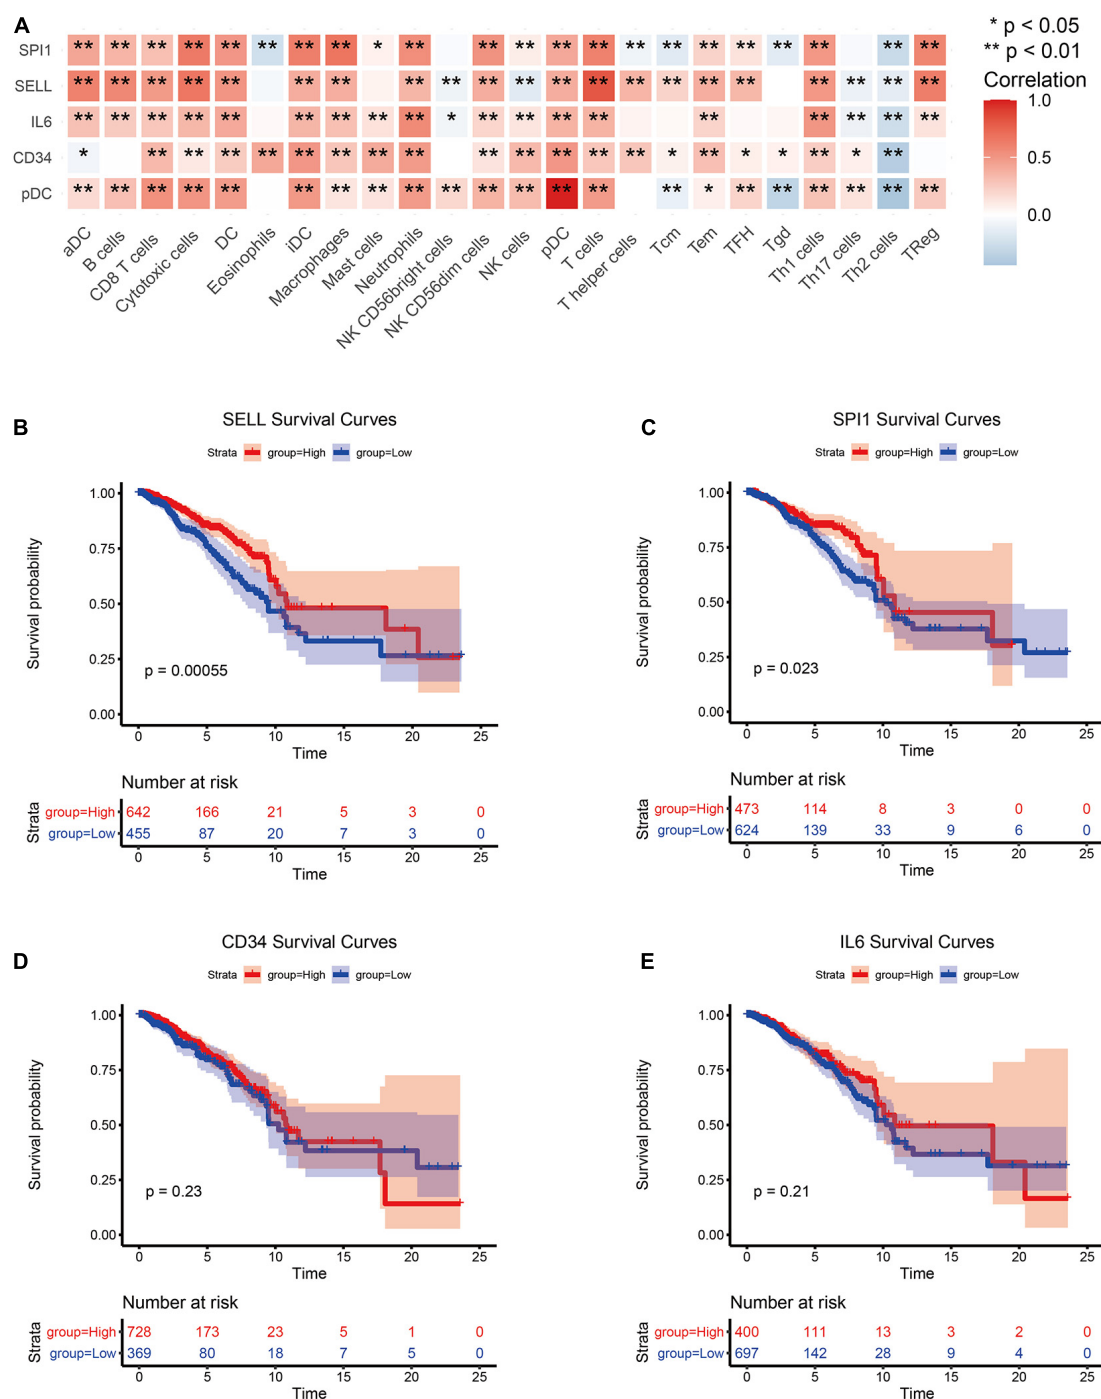 A
* p < 0.05
** p < 0.01
Correlation
1.0
0.5
0.0
SPI1 ** ** ** ** ** ** ** ** * ** ** ** ** ** ** ** ** ** ** ** ** **
SELL ** ** ** ** ** ** ** ** ** ** ** ** ** ** ** ** ** ** ** ** **
IL6 ** ** ** ** ** ** ** ** ** * ** ** ** ** ** ** ** ** **
CD34 * ** ** ** ** ** ** ** ** ** ** ** ** ** * ** * * ** * **
pDC ** ** ** ** ** ** ** ** ** ** ** ** ** ** ** * ** ** ** ** ** **
aDC
B cells
CD8 T cells
Cytotoxic cells
DC
Eosinophils
iDC
Macrophages
Mast cells
Neutrophils
NK CD56bright cells
NK CD56dim cells
NK cells
pDC
T cells
T helper cells
Tcm
Tem
TFH
Tgd
Th1 cells
Th17 cells
Th2 cells
TReg
B
SELL Survival Curves
Strata group=High group=Low
Survival probability
1.00
0.75
0.50
0.25
0.00
p = 0.00055
0 5 10 15 20 25
Time
Number at risk
Strata
group=High 642 166 21 5 3 0
group=Low 455 87 20 7 3 0
0 5 10 15 20 25
Time
C
SPI1 Survival Curves
Strata group=High group=Low
Survival probability
1.00
0.75
0.50
0.25
0.00
p = 0.023
0 5 10 15 20 25
Time
Number at risk
Strata
group=High 473 114 8 3 0 0
group=Low 624 139 33 9 6 0
0 5 10 15 20 25
Time
D
CD34 Survival Curves
Strata group=High group=Low
Survival probability
1.00
0.75
0.50
0.25
0.00
p = 0.23
0 5 10 15 20 25
Time
Number at risk
Strata
group=High 728 173 23 5 1 0
group=Low 369 80 18 7 5 0
0 5 10 15 20 25
Time
E
IL6 Survival Curves
Strata group=High group=Low
Survival probability
1.00
0.75
0.50
0.25
0.00
p = 0.21
0 5 10 15 20 25
Time
Number at risk
Strata
group=High 400 111 13 3 2 0
group=Low 697 142 28 9 4 0
0 5 10 15 20 25
Time